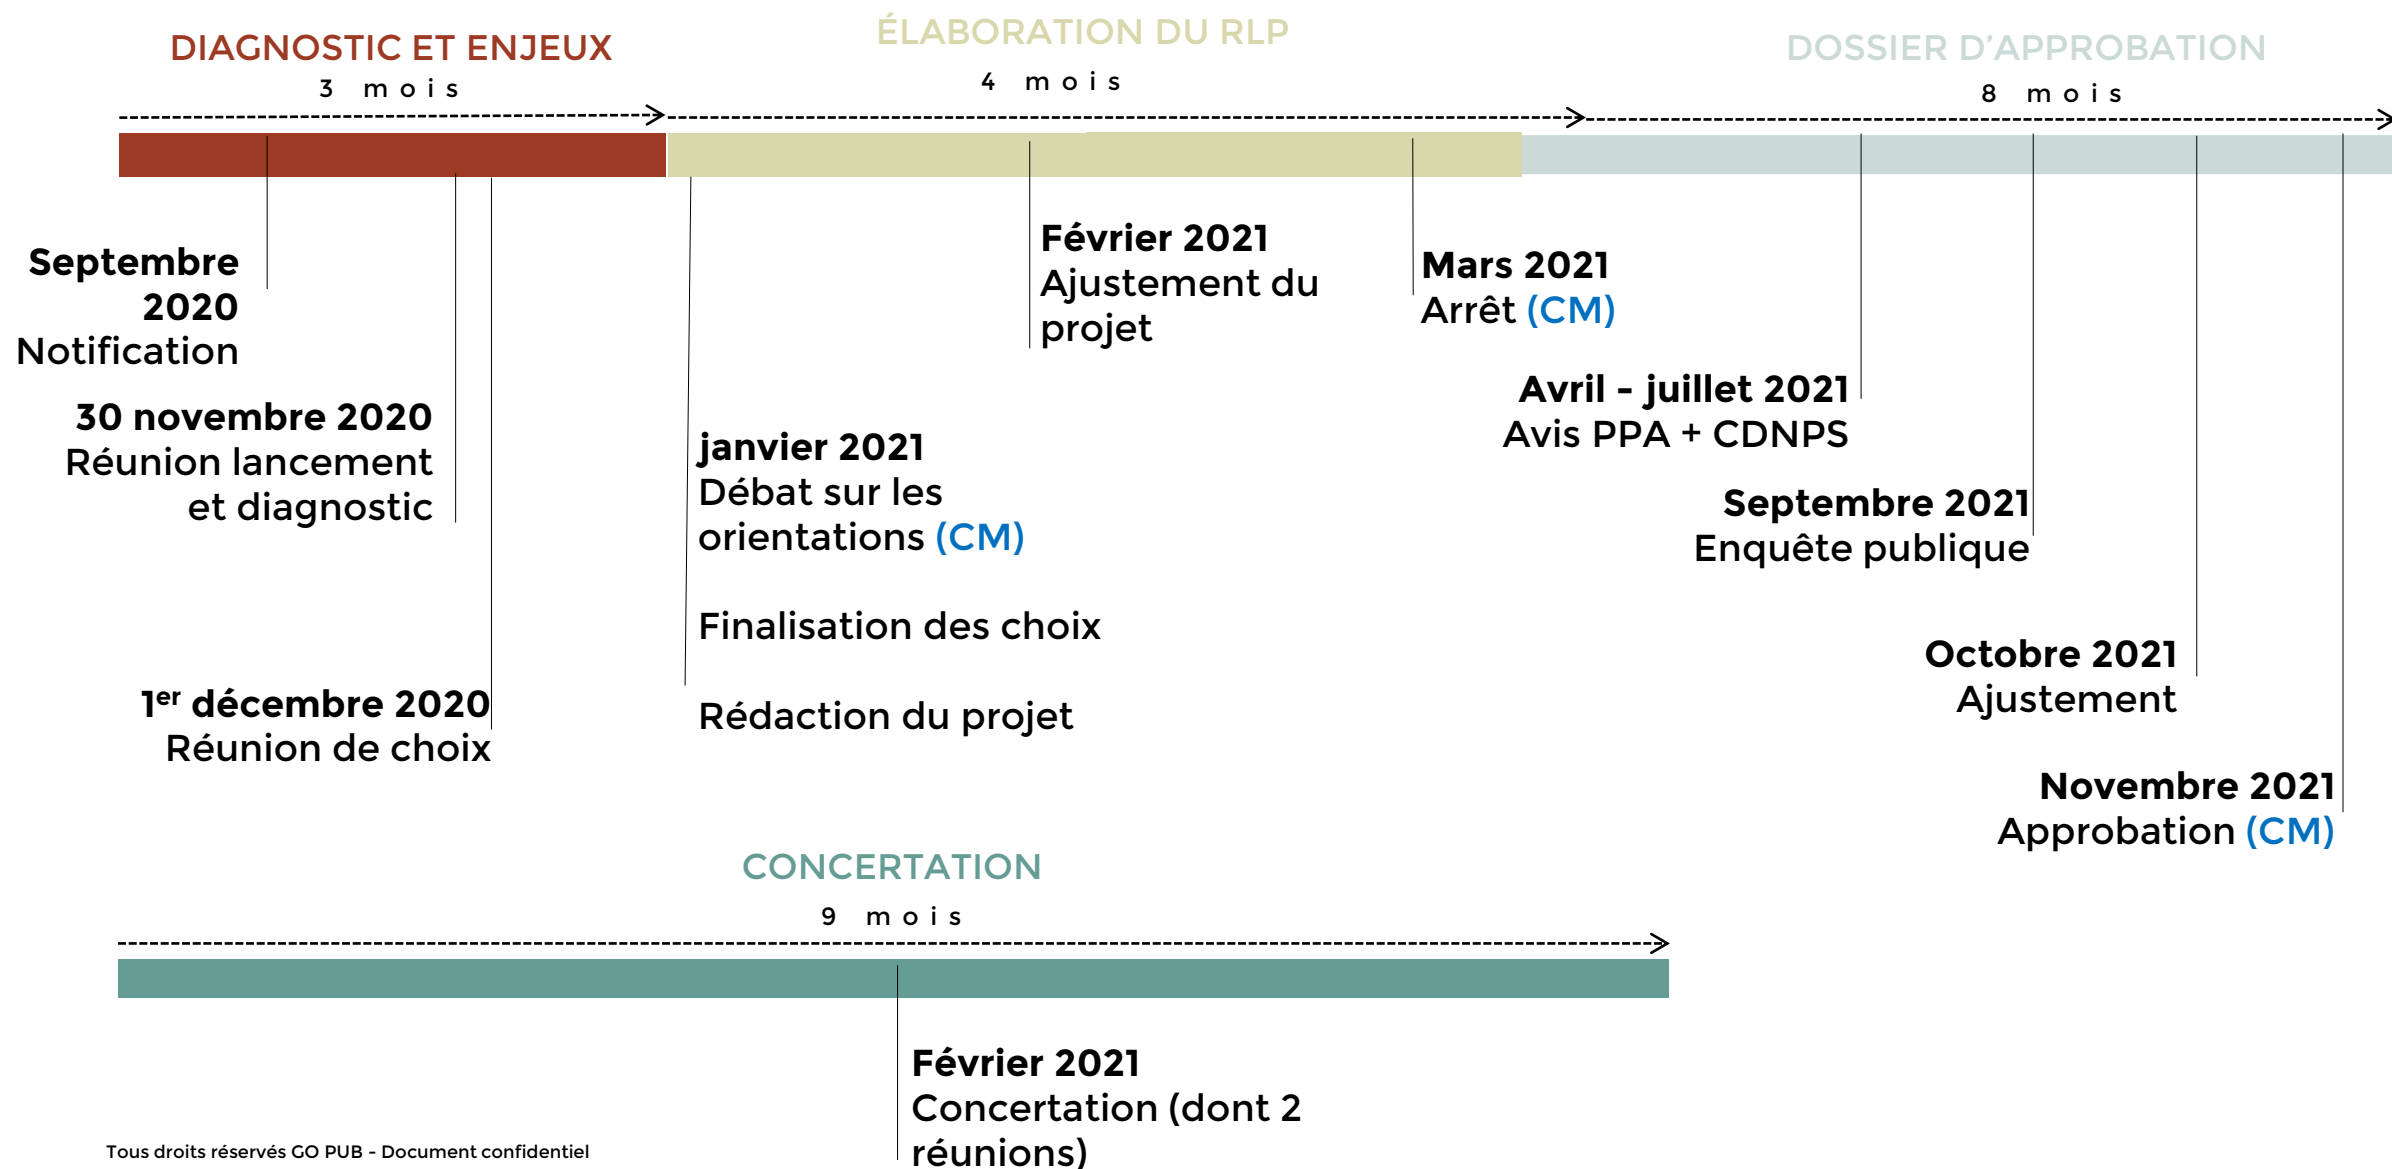 DIAGNOSTIC ET ENJEUX
3 mois
ÉLABORATION DU RLP
4 mois
DOSSIER D'APPROBATION
8 mois
Septembre
2020
Notification
30 novembre 2020
Réunion lancement
et diagnostic
1er décembre 2020
Réunion de choix
janvier 2021
Débat sur les
orientations (CM)
Finalisation des choix
Rédaction du projet
Février 2021
Ajustement du
projet
Mars 2021
Arrêt (CM)
Avril - juillet 2021
Avis PPA + CDNPS
Septembre 2021
Enquête publique
Octobre 2021
Ajustement
Novembre 2021
Approbation (CM)
CONCERTATION
9 mois
Février 2021
Concertation (dont 2
réunions)
Tous droits réservés GO PUB - Document confidentiel